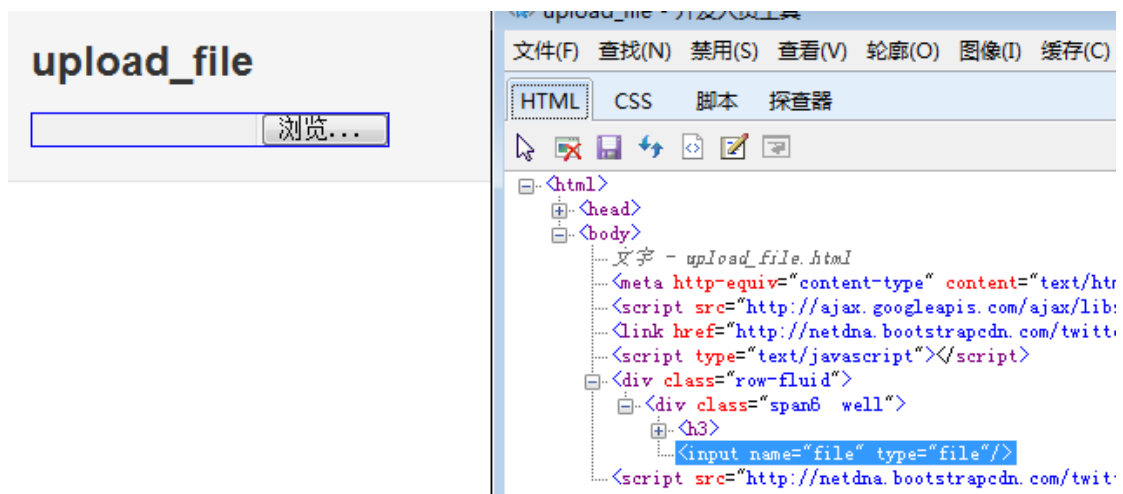 upload_file
浏览...
upload_file - 开发人员工具
文件(F) 查找(N) 禁用(S) 查看(V) 轮廓(O) 图像(I) 缓存(C)
HTML CSS 脚本 探查器
<html>
<head>
<body>
文字 - upload_file.html
<meta http-equiv="content-type" content="text/htm
<script src="http://ajax.googleapis.com/ajax/libs
<link href="http://netdna.bootstrapcdn.com/twitte
<script type="text/javascript"></script>
<div class="row-fluid">
<div class="span6 well">
<h3>
<input name="file" type="file"/>
<script src="http://netdna.bootstrapcdn.com/twit